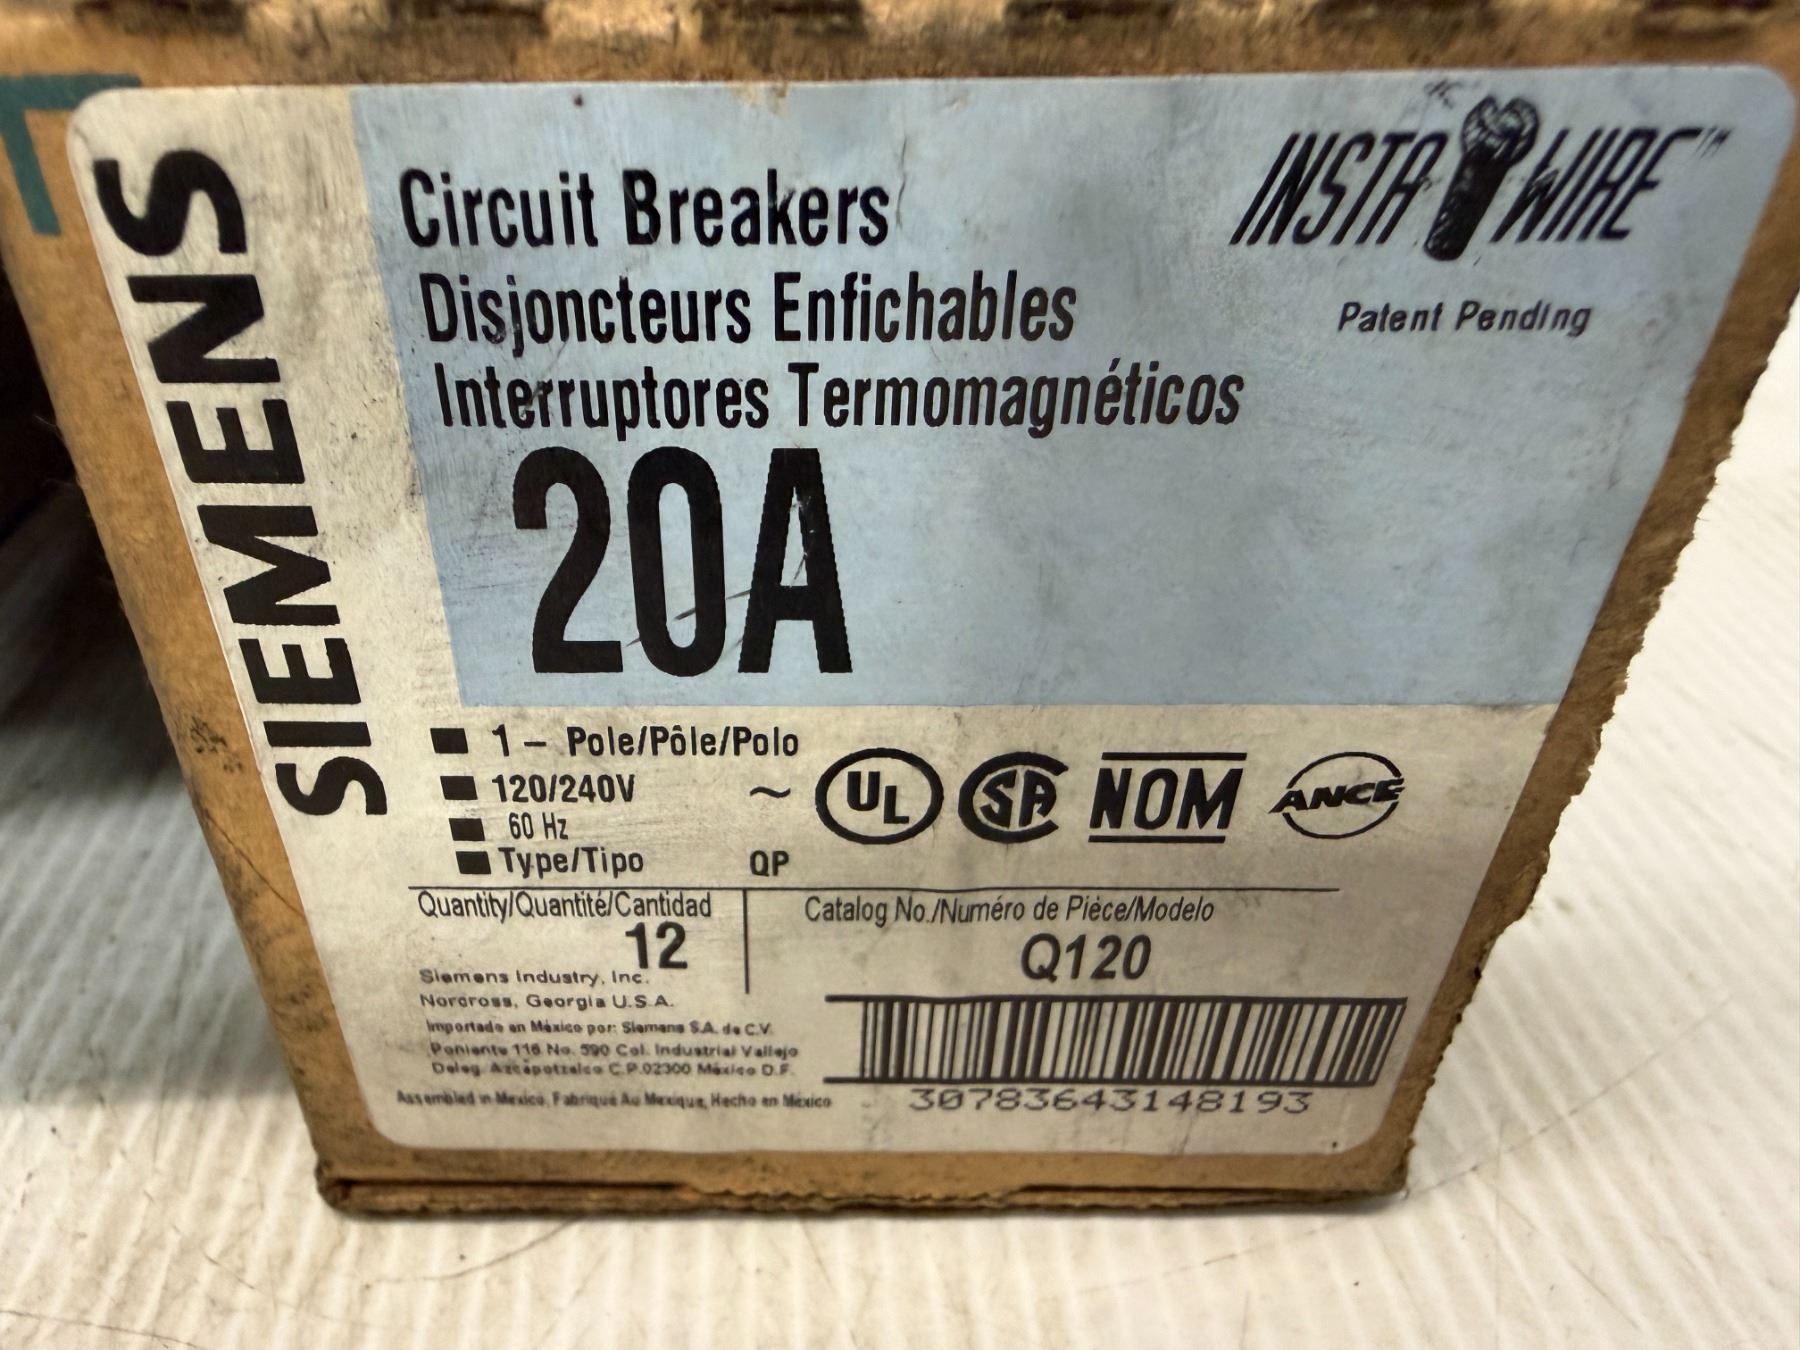 SIEMENS
Circuit Breakers
Disjoncteurs Enfichables
Interruptores Termomagnéticos
20A
INSTA WIRE™
Patent Pending
1 - Pole/Pôle/Polo
120/240V ~
60 Hz
Type/Tipo QP
UL
SA
NOM
ANCE
Quantity/Quantité/Cantidad
12
Catalog No./Numéro de Pièce/Modelo
Q120
Siemens Industry, Inc.
Norcross, Georgia U.S.A.
Importado en México por: Siemens S.A. de C.V.
Poniente 116 No. 590 Col. Industrial Vallejo
Deleg. Azcapotzalco C.P.02300 México D.F.
Assembled in Mexico, Fabriqué Au Mexique, Hecho en México
30783643148193